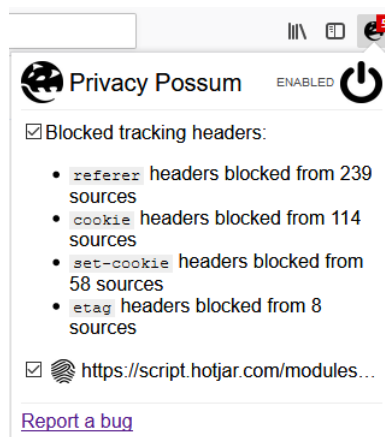 5
Privacy Possum
ENABLED
Blocked tracking headers:
referer headers blocked from 239
sources
cookie headers blocked from 114
sources
set-cookie headers blocked from
58 sources
etag headers blocked from 8
sources
https://script.hotjar.com/modules...
Report a bug